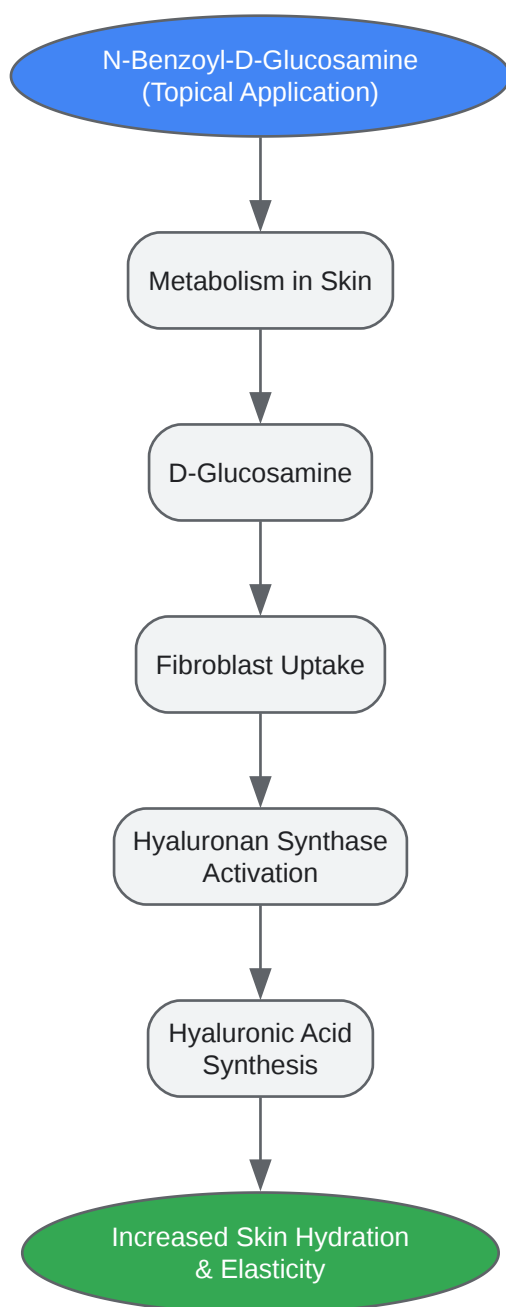 N-Benzoyl-D-Glucosamine
(Topical Application)
Metabolism in Skin
D-Glucosamine
Fibroblast Uptake
Hyaluronan Synthase
Activation
Hyaluronic Acid
Synthesis
Increased Skin Hydration
& Elasticity